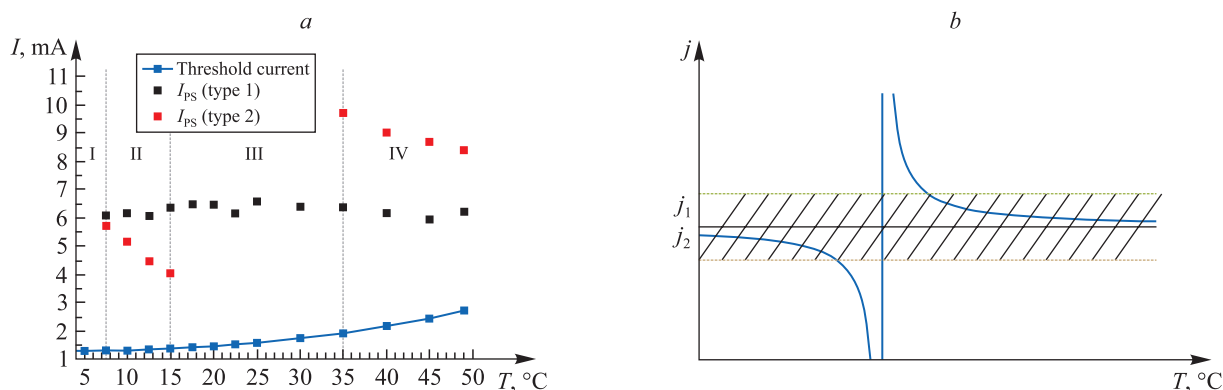 a
I, mA
11
10
9
8
7
6
5
4
3
2
1
Threshold current
I_PS (type 1)
I_PS (type 2)
I II III IV
5 10 15 20 25 30 35 40 45 50
T, °C
b
j
j_1
j_2
T, °C